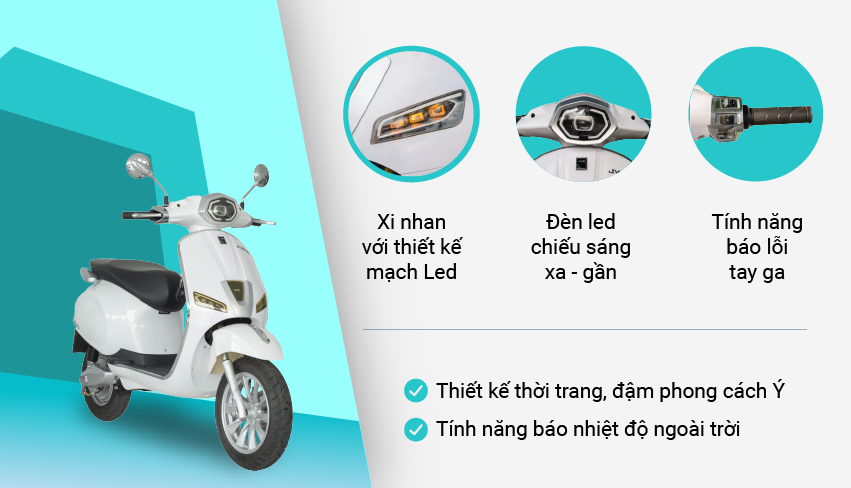 Xi nhan
với thiết kế
mạch Led
Đèn led
chiếu sáng
xa - gần
Tính năng
báo lỗi
tay ga
Thiết kế thời trang, đậm phong cách Ý
Tính năng báo nhiệt độ ngoài trời